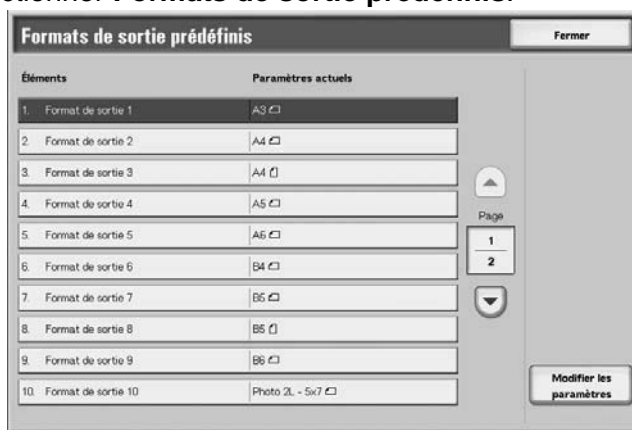 Formats de sortie prédéfinis.
Formats de sortie prédéfinis Fermer
Éléments Paramètres actuels
1. Format de sortie 1 A3
2. Format de sortie 2 A4
3. Format de sortie 3 A4
4. Format de sortie 4 A5
5. Format de sortie 5 A6
6. Format de sortie 6 B4
7. Format de sortie 7 B5
8. Format de sortie 8 B5
9. Format de sortie 9 B6
10. Format de sortie 10 Photo 2L - 5x7
Page
1
2
Modifier les
paramètres